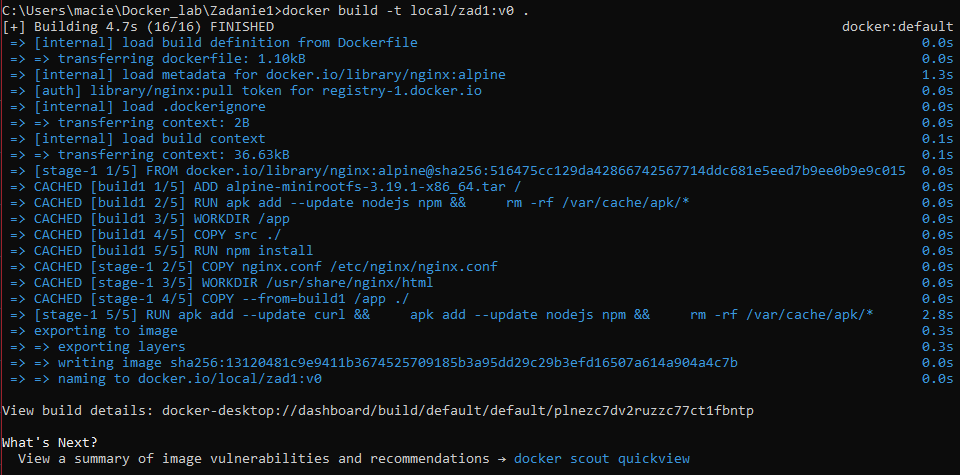 C:\Users\macie\Docker_lab\Zadanie1>docker build -t local/zad1:v0 .
[+] Building 4.7s (16/16) FINISHED docker:default
=> [internal] load build definition from Dockerfile 0.0s
=> => transferring dockerfile: 1.10kB 0.0s
=> [internal] load metadata for docker.io/library/nginx:alpine 1.3s
=> [auth] library/nginx:pull token for registry-1.docker.io 0.0s
=> [internal] load .dockerignore 0.0s
=> => transferring context: 2B 0.0s
=> [internal] load build context 0.1s
=> => transferring context: 36.63kB 0.1s
=> [stage-1 1/5] FROM docker.io/library/nginx:alpine@sha256:516475cc129da42866742567714ddc681e5eed7b9ee0b9e9c015 0.0s
=> CACHED [build1 1/5] ADD alpine-minirootfs-3.19.1-x86_64.tar / 0.0s
=> CACHED [build1 2/5] RUN apk add --update nodejs npm && rm -rf /var/cache/apk/* 0.0s
=> CACHED [build1 3/5] WORKDIR /app 0.0s
=> CACHED [build1 4/5] COPY src ./ 0.0s
=> CACHED [build1 5/5] RUN npm install 0.0s
=> CACHED [stage-1 2/5] COPY nginx.conf /etc/nginx/nginx.conf 0.0s
=> CACHED [stage-1 3/5] WORKDIR /usr/share/nginx/html 0.0s
=> CACHED [stage-1 4/5] COPY --from=build1 /app ./ 0.0s
=> [stage-1 5/5] RUN apk add --update curl && apk add --update nodejs npm && rm -rf /var/cache/apk/* 2.8s
=> exporting to image 0.3s
=> => exporting layers 0.3s
=> => writing image sha256:13120481c9e9411b3674525709185b3a95dd29c29b3efd16507a614a904a4c7b 0.0s
=> => naming to docker.io/local/zad1:v0 0.0s
View build details: docker-desktop://dashboard/build/default/default/plnezc7dv2ruzzc77ct1fbntp
What's Next?
View a summary of image vulnerabilities and recommendations → docker scout quickview